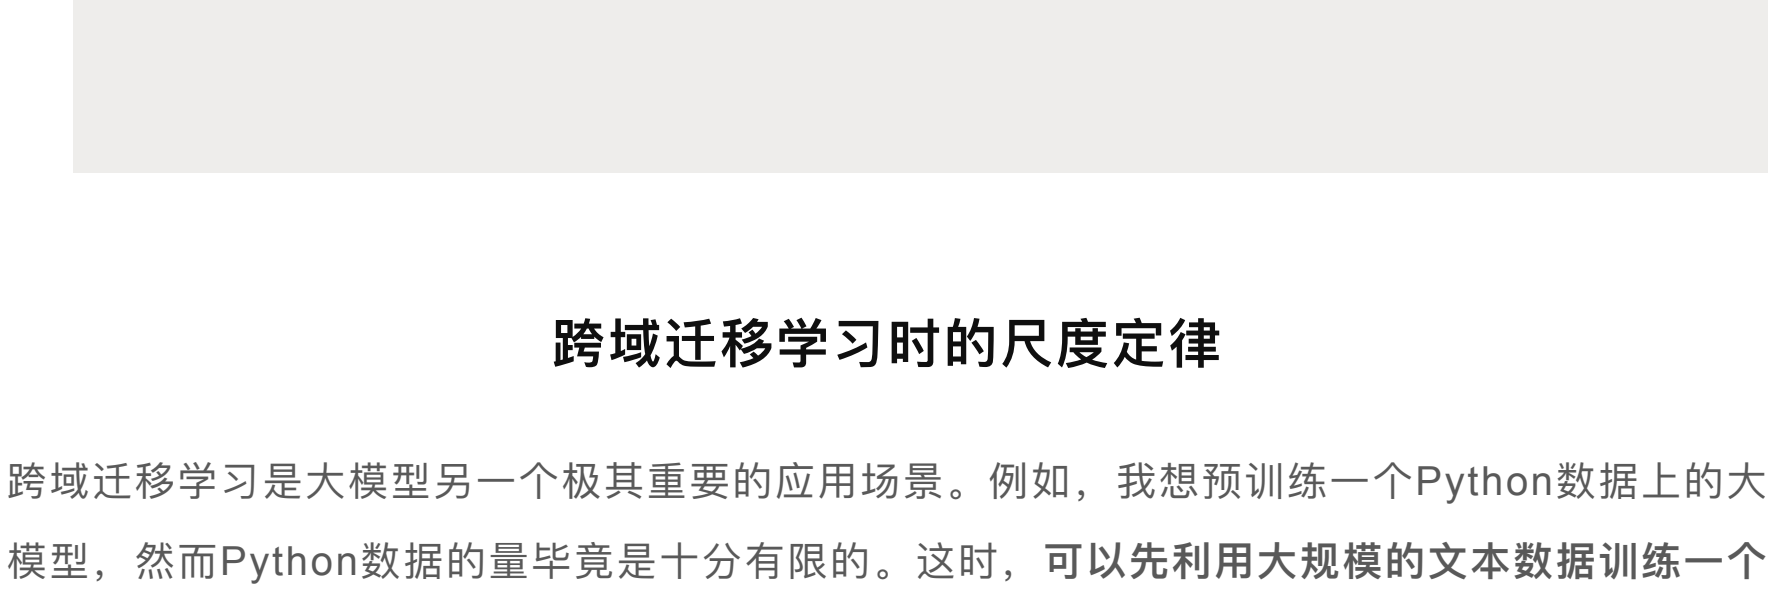 跨域迁移学习时的尺度定律
跨域迁移学习是大模型另一个极其重要的应用场景。例如，我想预训练一个Python数据上的大
模型，然而Python数据的量毕竟是十分有限的。这时，可以先利用大规模的文本数据训练一个